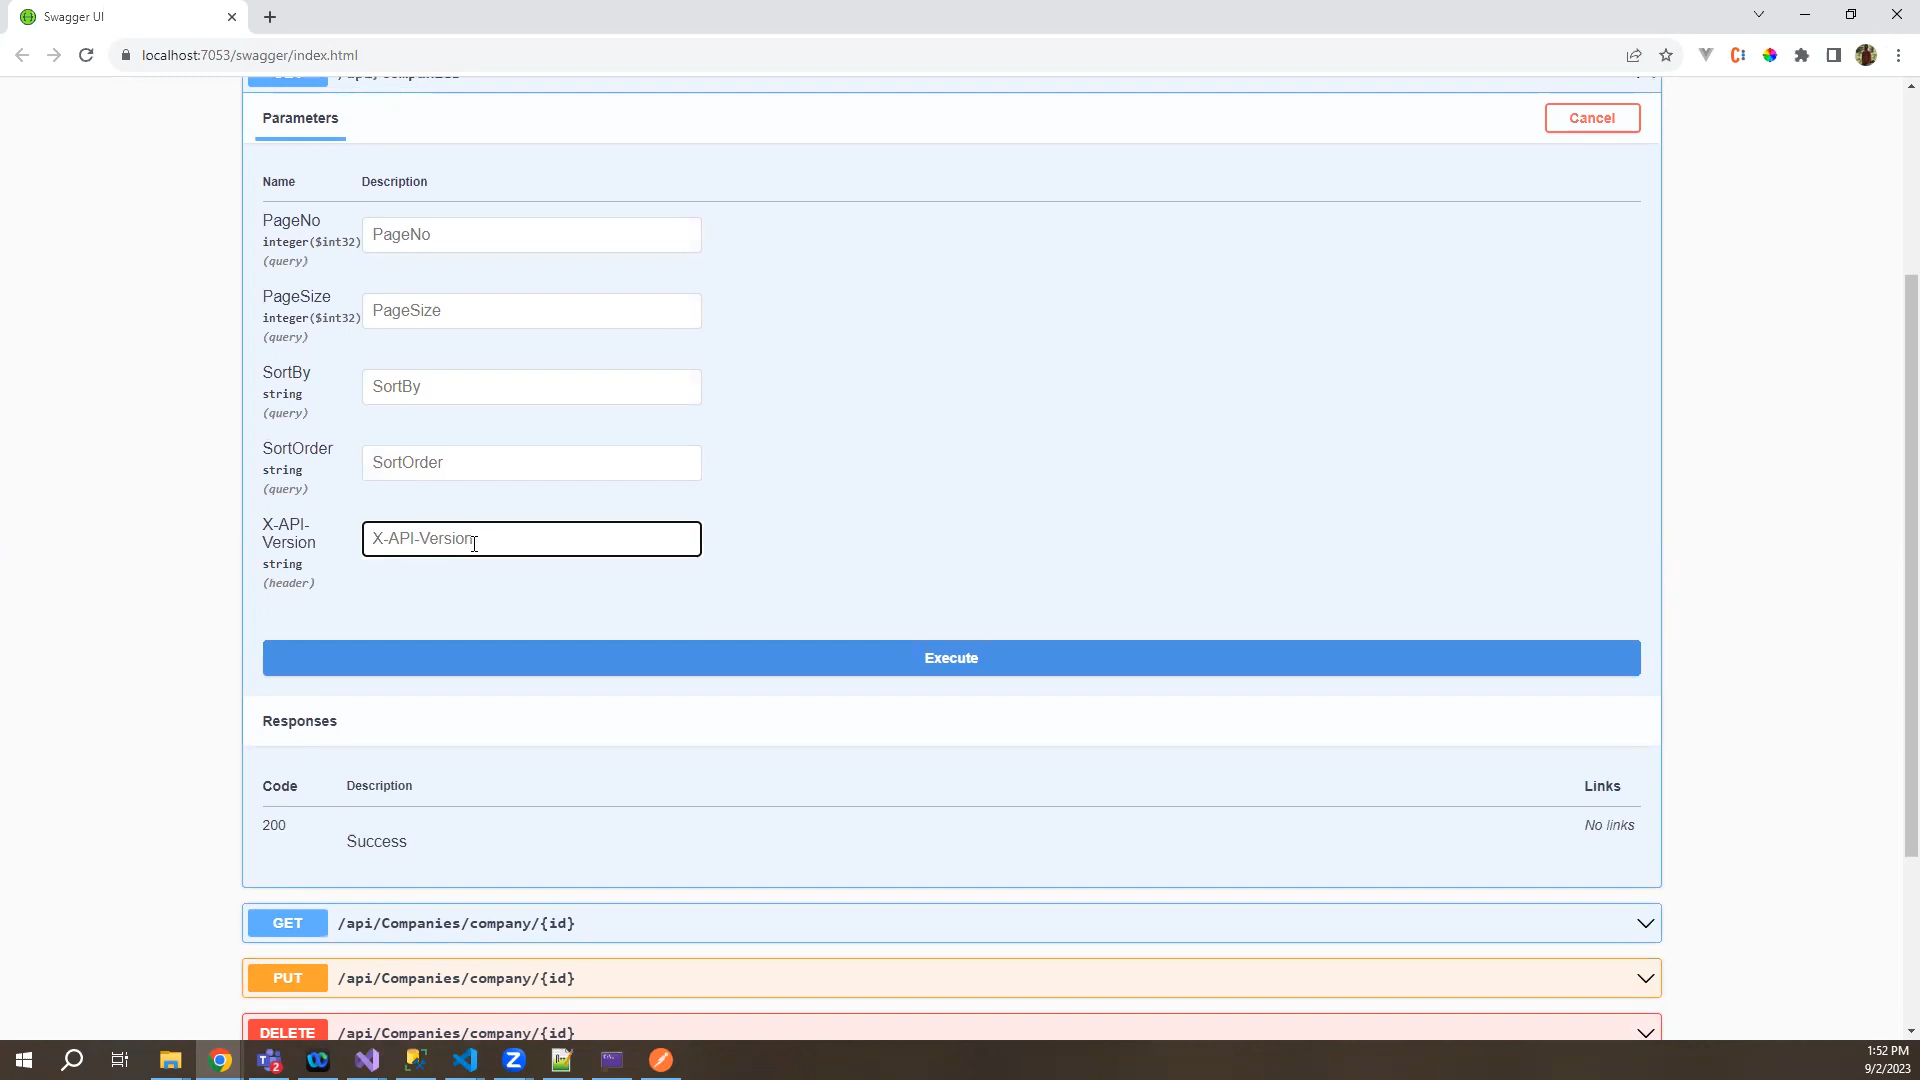 Swagger UI
localhost:7053/swagger/index.html
Parameters
Cancel
Name Description
PageNo
integer($int32)
(query)
PageNo
PageSize
integer($int32)
(query)
PageSize
SortBy
string
(query)
SortBy
SortOrder
string
(query)
SortOrder
X-API-
Version
string
(header)
X-API-Version
Execute
Responses
Code Description Links
200 Success No links
GET /api/Companies/company/{id}
PUT /api/Companies/company/{id}
DELETE /api/Companies/company/{id}
1:52 PM
9/2/2023